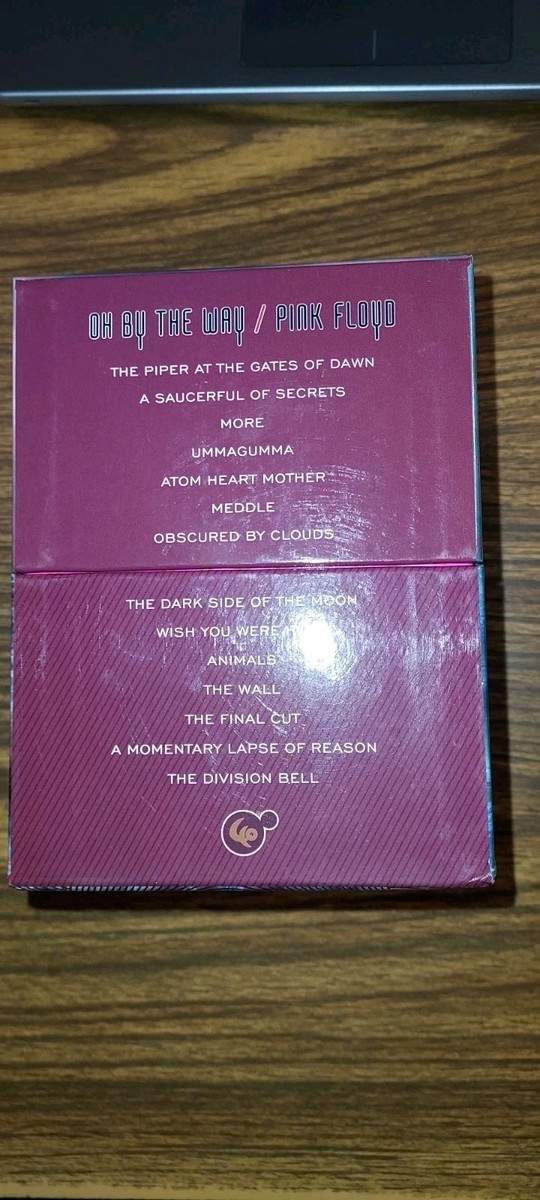 OH BY THE WAY / PINK FLOYD
THE PIPER AT THE GATES OF DAWN
A SAUCERFUL OF SECRETS
MORE
UMMAGUMMA
ATOM HEART MOTHER
MEDDLE
OBSCURED BY CLOUDS
THE DARK SIDE OF THE MOON
WISH YOU WERE
ANIMALS
THE WALL
THE FINAL CUT
A MOMENTARY LAPSE OF REASON
THE DIVISION BELL
40